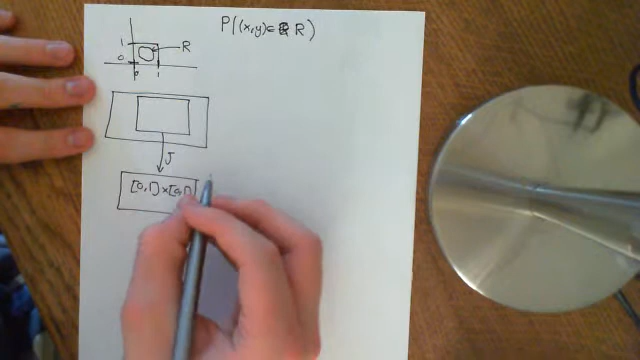 P((x,y)∈ R)
1
R
0
0 1
J
[0,1]×[0,1]